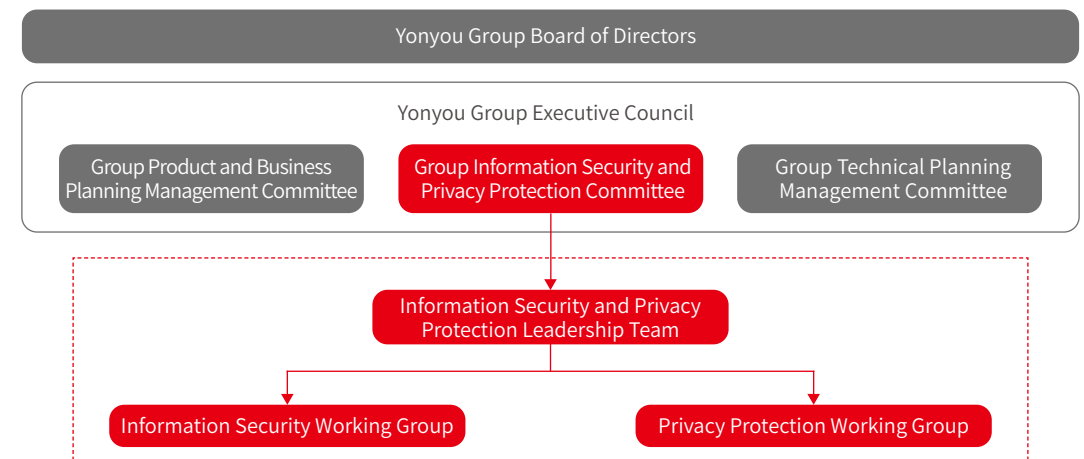 Yonyou Group Board of Directors
Yonyou Group Executive Council
Group Product and Business
Planning Management Committee
Group Information Security and
Privacy Protection Committee
Group Technical Planning
Management Committee
Information Security and Privacy
Protection Leadership Team
Information Security Working Group
Privacy Protection Working Group